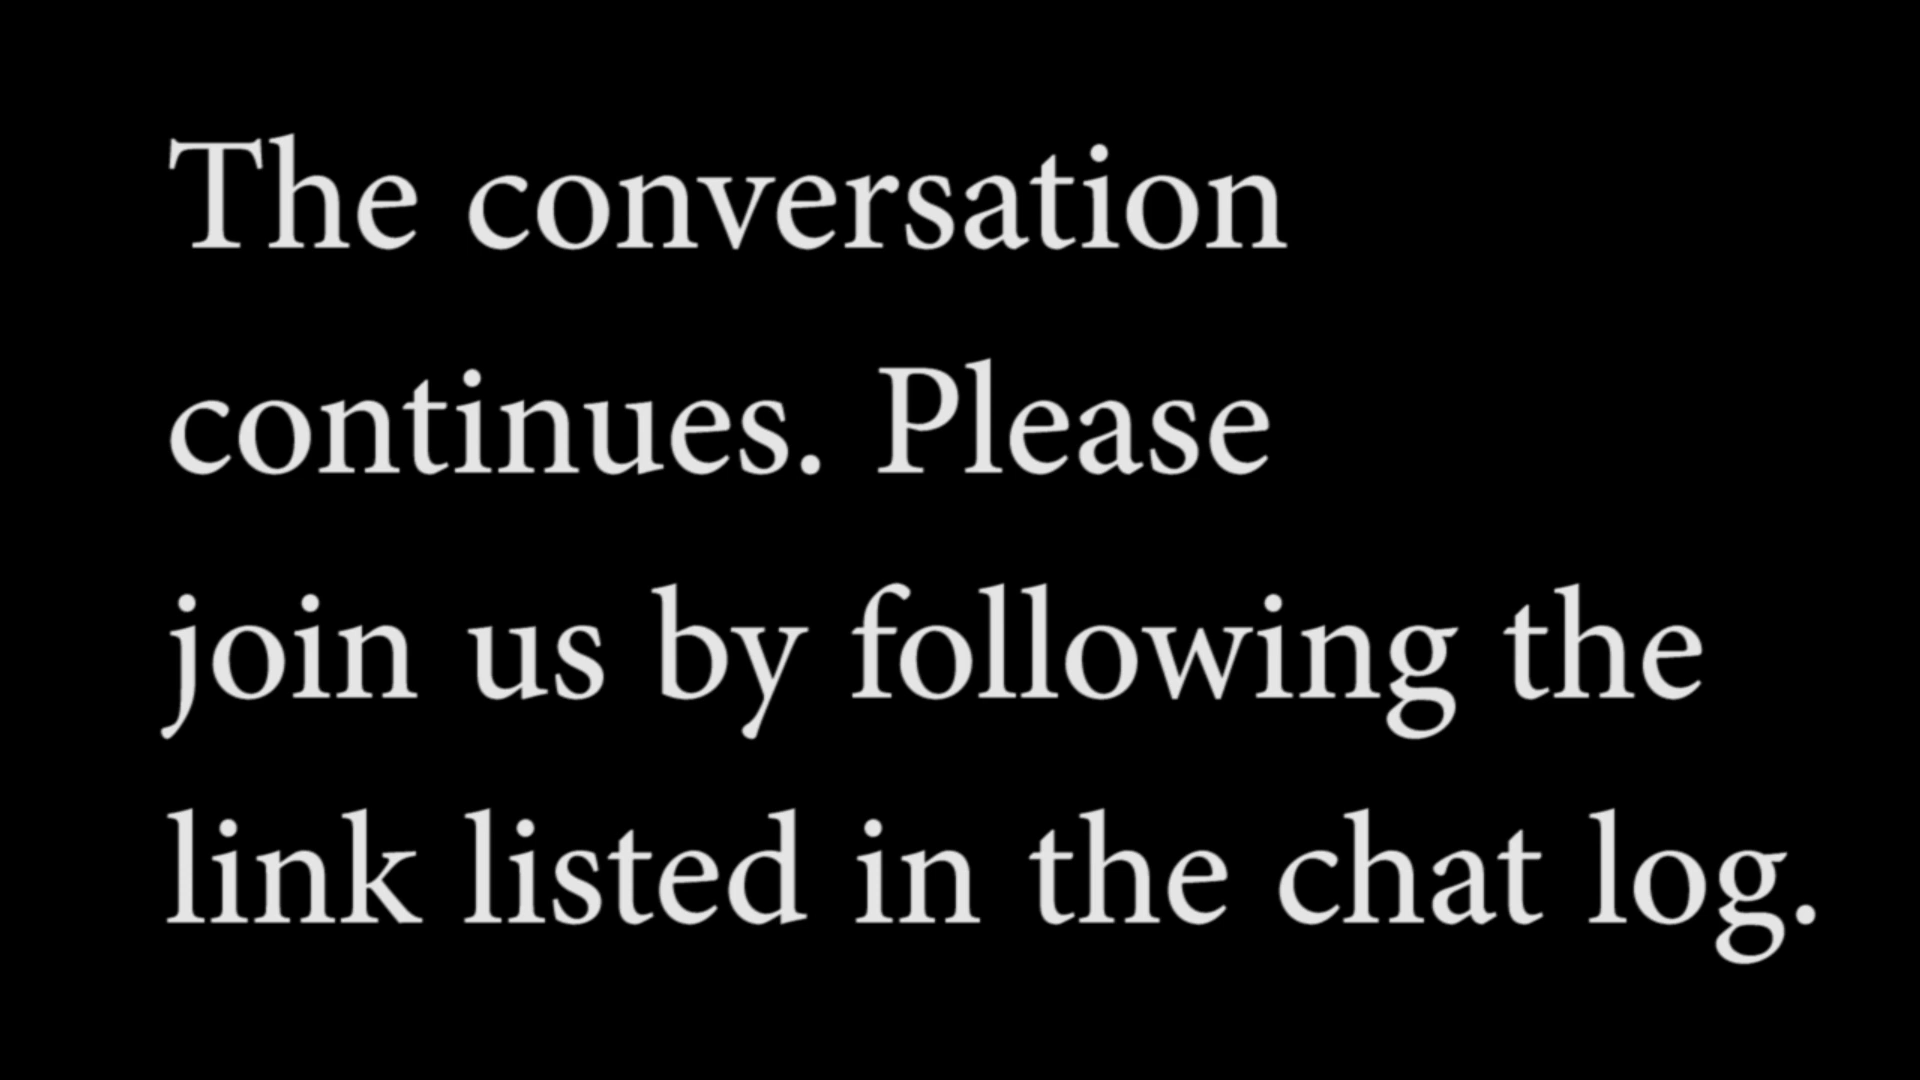 The conversation
continues. Please
join us by following the
link listed in the chat log.